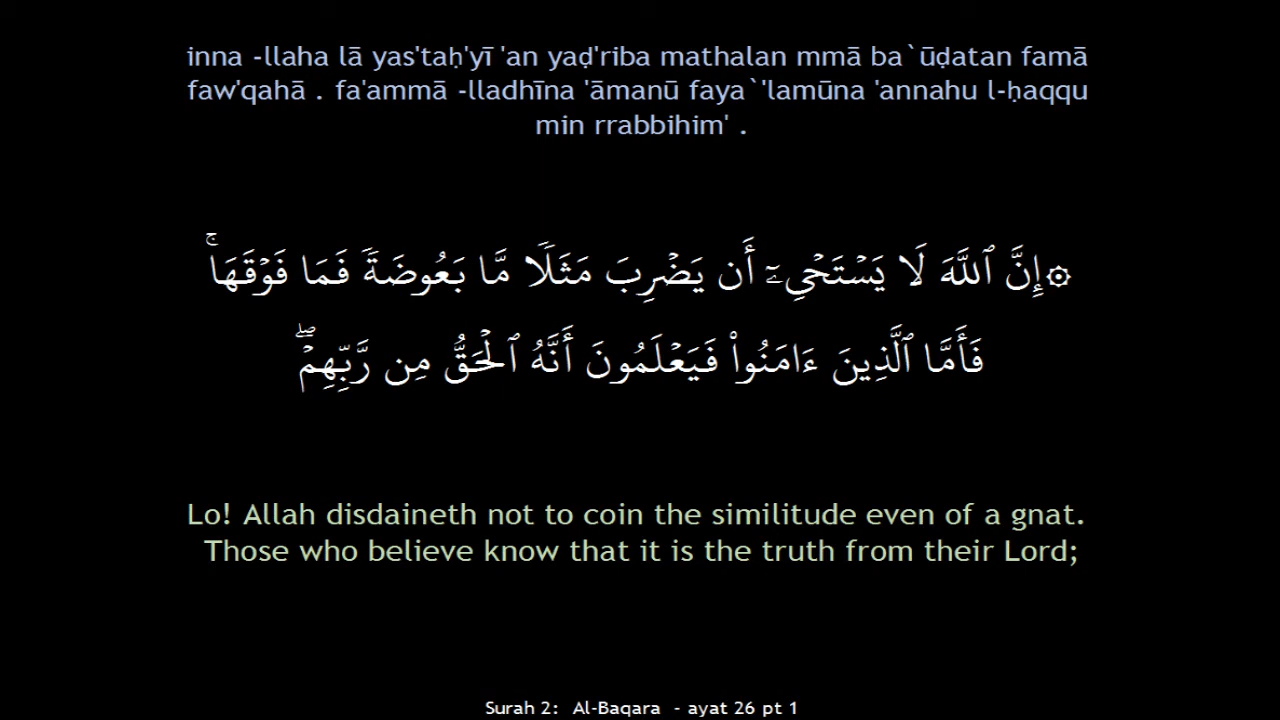 inna -llaha lā yas'taḥ'yī 'an yaḍ'riba mathalan mmā ba`ūḍatan famā
faw'qahā . fa'ammā -lladhīna 'āmanū faya`'lamūna 'annahu l-ḥaqqu
min rrabbihim' .
۞إِنَّ ٱللَّهَ لَا يَسۡتَحۡيِۦٓ أَن يَضۡرِبَ مَثَلٗا مَّا بَعُوضَةٗ فَمَا فَوۡقَهَاۚ
فَأَمَّا ٱلَّذِينَ ءَامَنُواْ فَيَعۡلَمُونَ أَنَّهُ ٱلۡحَقُّ مِن رَّبِّهِمۡۖ
Lo! Allah disdaineth not to coin the similitude even of a gnat.
Those who believe know that it is the truth from their Lord;
Surah 2: Al-Baqara - ayat 26 pt 1